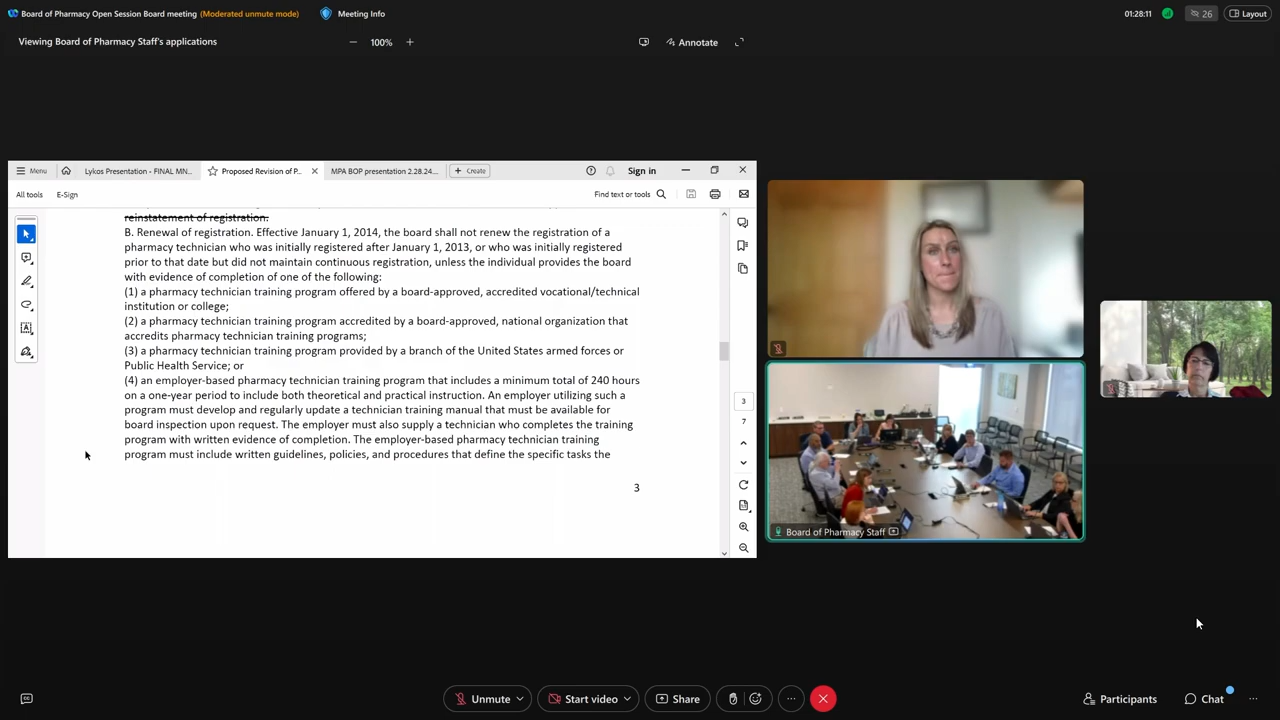 Board of Pharmacy Open Session Board meeting (Moderated unmute mode)
Meeting Info
01:28:11
26
Layout
Viewing Board of Pharmacy Staff's applications
100%
Annotate
Menu
Lykos Presentation - FINAL MN...
Proposed Revision of P...
MPA BOP presentation 2.28.24...
Create
Sign in
All tools
E-Sign
Find text or tools
reinstatement of registration.
B. Renewal of registration. Effective January 1, 2014, the board shall not renew the registration of a
pharmacy technician who was initially registered after January 1, 2013, or who was initially registered
prior to that date but did not maintain continuous registration, unless the individual provides the board
with evidence of completion of one of the following:
(1) a pharmacy technician training program offered by a board-approved, accredited vocational/technical
institution or college;
(2) a pharmacy technician training program accredited by a board-approved, national organization that
accredits pharmacy technician training programs;
(3) a pharmacy technician training program provided by a branch of the United States armed forces or
Public Health Service; or
(4) an employer-based pharmacy technician training program that includes a minimum total of 240 hours
on a one-year period to include both theoretical and practical instruction. An employer utilizing such a
program must develop and regularly update a technician training manual that must be available for
board inspection upon request. The employer must also supply a technician who completes the training
program with written evidence of completion. The employer-based pharmacy technician training
program must include written guidelines, policies, and procedures that define the specific tasks the
3
3
7
Board of Pharmacy Staff
Unmute
Start video
Share
Participants
Chat